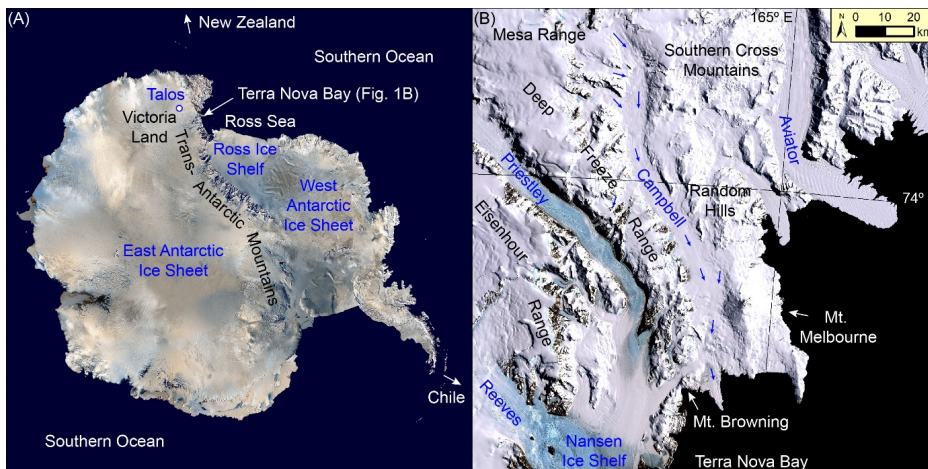 (A)
New Zealand
Southern Ocean
Talos
Terra Nova Bay (Fig. 1B)
Victoria
Land
Ross Sea
Ross Ice
Shelf
Trans-
Antarctic
Mountains
West
Antarctic
Ice Sheet
East Antarctic
Ice Sheet
Chile
Southern Ocean
(B)
165º E
N
0 10 20
km
Mesa Range
Southern Cross
Mountains
Deep
Freeze
Range
Aviator
Priestley
Campbell
Random
Hills
74º
Eisenhour
Range
Mt.
Melbourne
Reeves
Mt. Browning
Nansen
Ice Shelf
Terra Nova Bay